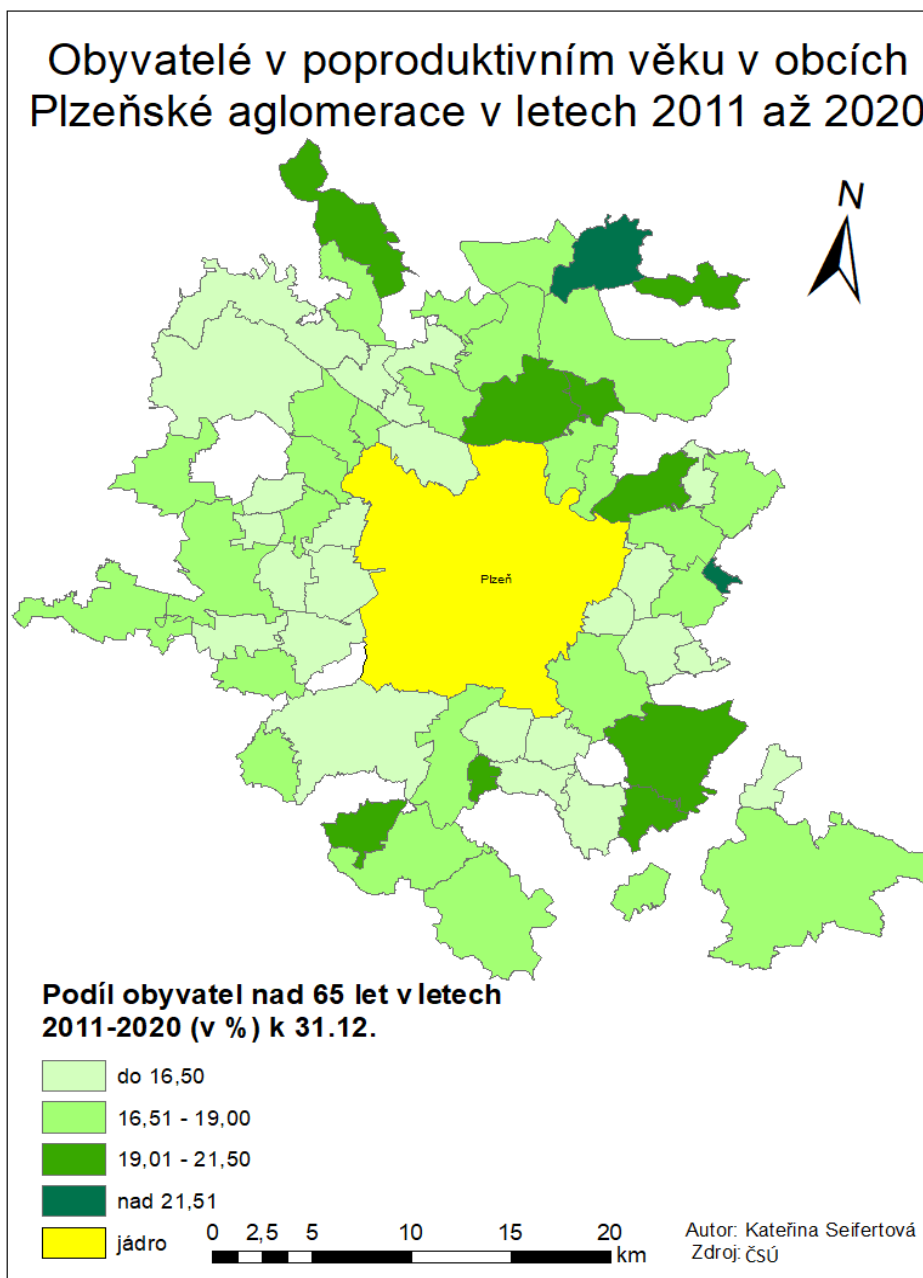 Obyvatelé v poproduktivním věku v obcích
Plzeňské aglomerace v letech 2011 až 2020
N
Plzeň
Podíl obyvatel nad 65 let v letech
2011-2020 (v %) k 31.12.
do 16,50
16,51 - 19,00
19,01 - 21,50
nad 21,51
jádro
0 2,5 5 10 15 20
km
Autor: Kateřina Seifertová
Zdroj: ČSÚ